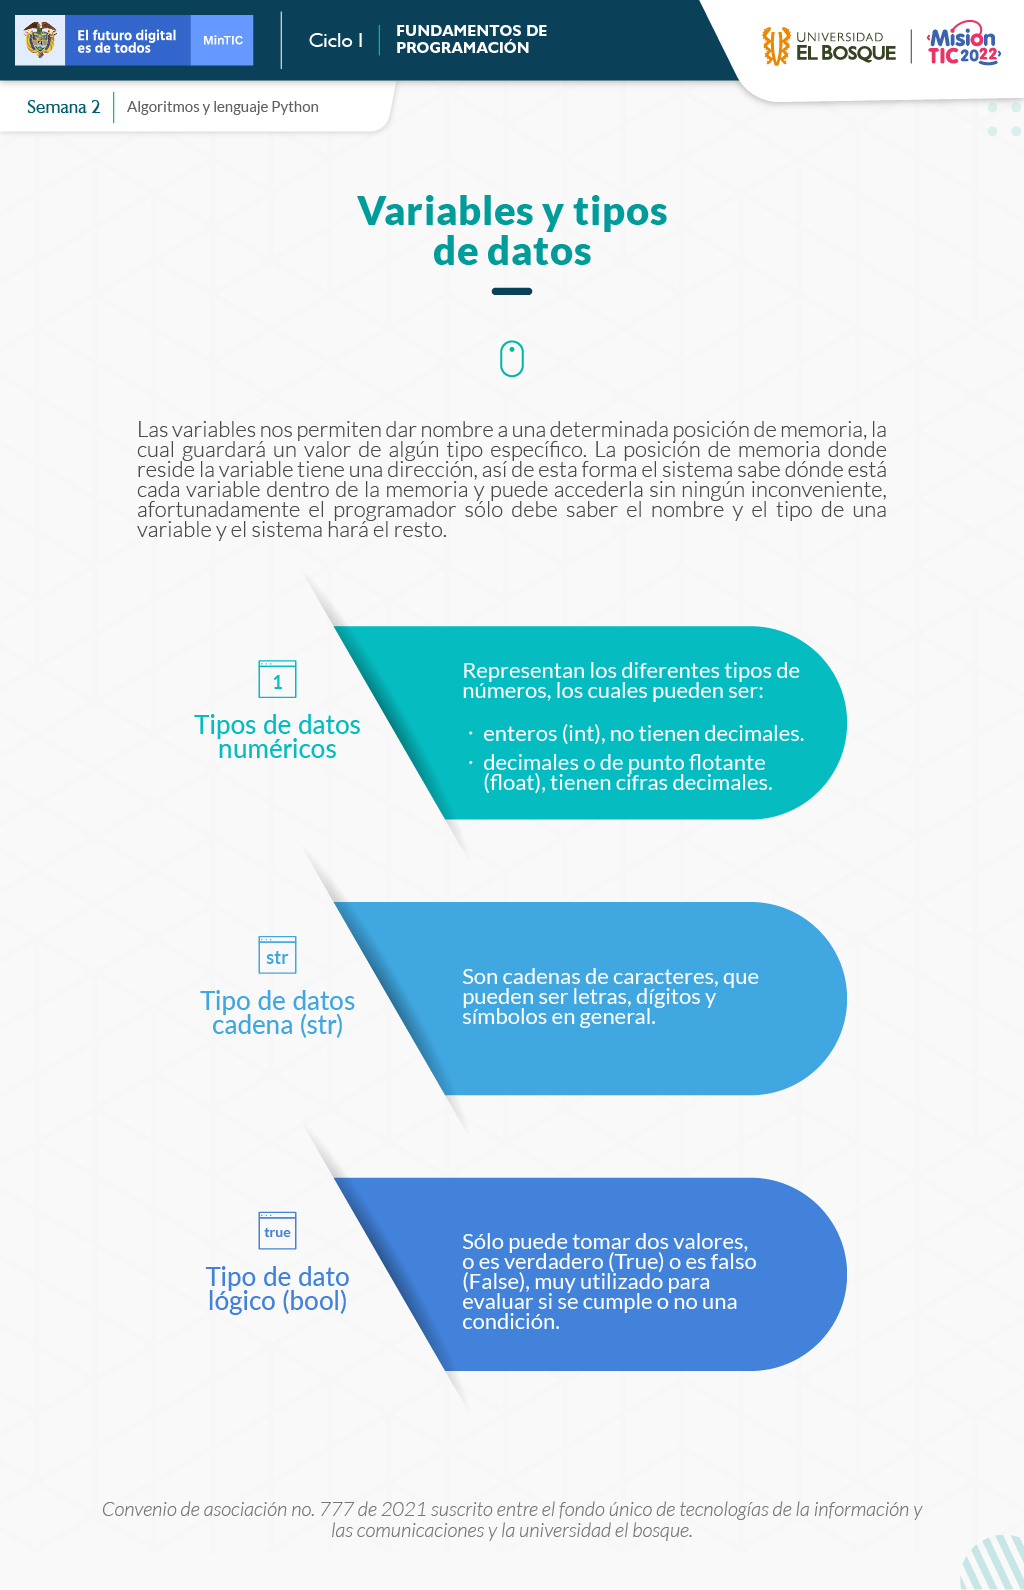 El futuro digital
es de todos
MinTIC
Ciclo I
FUNDAMENTOS DE
PROGRAMACIÓN
UNIVERSIDAD
EL BOSQUE
Misión
TIC2022
Semana 2
Algoritmos y lenguaje Python
Variables y tipos
de datos
Las variables nos permiten dar nombre a una determinada posición de memoria, la
cual guardará un valor de algún tipo específico. La posición de memoria donde
reside la variable tiene una dirección, así de esta forma el sistema sabe dónde está
cada variable dentro de la memoria y puede accederla sin ningún inconveniente,
afortunadamente el programador sólo debe saber el nombre y el tipo de una
variable y el sistema hará el resto.
1
Tipos de datos
numéricos
Representan los diferentes tipos de
números, los cuales pueden ser:
· enteros (int), no tienen decimales.
· decimales o de punto flotante
(float), tienen cifras decimales.
str
Tipo de datos
cadena (str)
Son cadenas de caracteres, que
pueden ser letras, dígitos y
símbolos en general.
true
Tipo de dato
lógico (bool)
Sólo puede tomar dos valores,
o es verdadero (True) o es falso
(False), muy utilizado para
evaluar si se cumple o no una
condición.
Convenio de asociación no. 777 de 2021 suscrito entre el fondo único de tecnologías de la información y
las comunicaciones y la universidad el bosque.